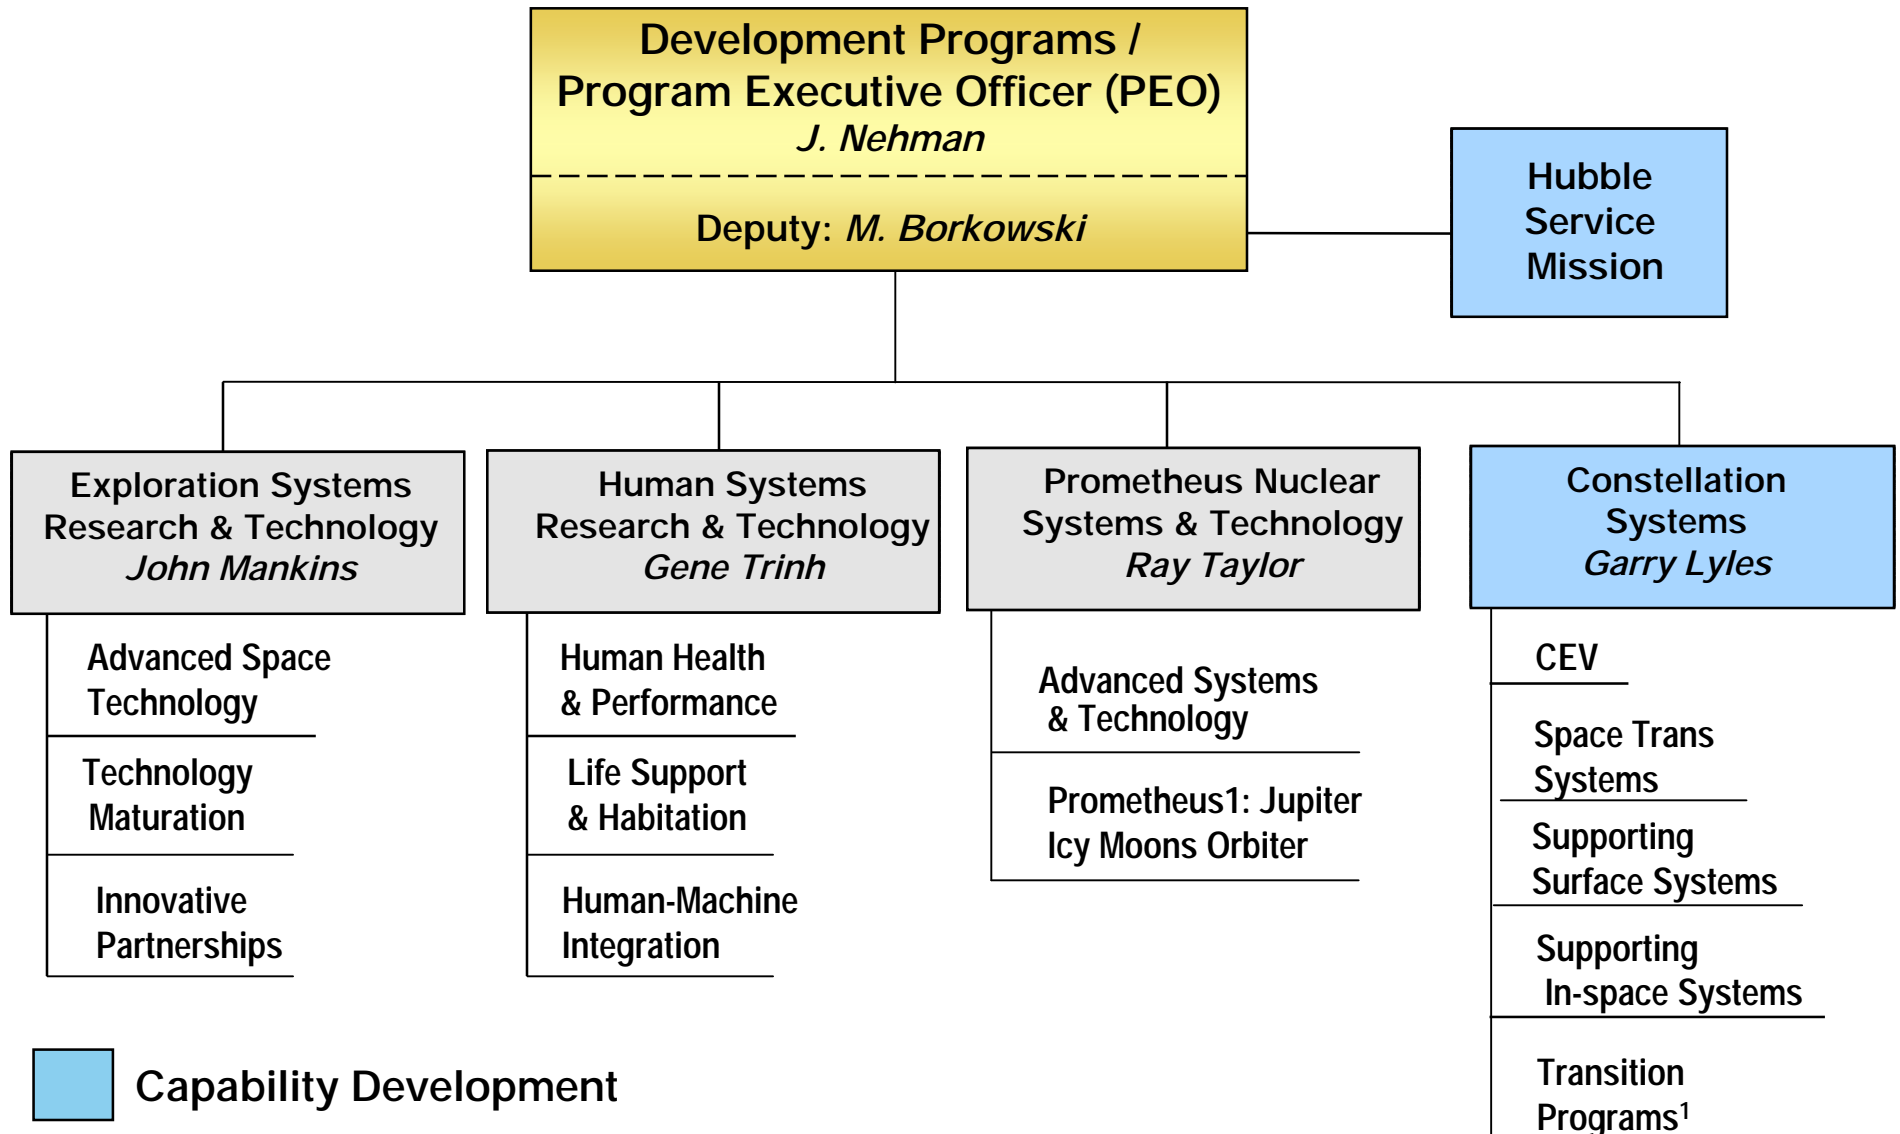 Development Programs /
Program Executive Officer (PEO)
J. Nehman
Deputy: M. Borkowski
Hubble
Service
Mission
Exploration Systems
Research & Technology
John Mankins
Human Systems
Research & Technology
Gene Trinh
Prometheus Nuclear
Systems & Technology
Ray Taylor
Constellation
Systems
Garry Lyles
Advanced Space
Technology
Technology
Maturation
Innovative
Partnerships
Human Health
& Performance
Life Support
& Habitation
Human-Machine
Integration
Advanced Systems
& Technology
Prometheus1: Jupiter
Icy Moons Orbiter
CEV
Space Trans
Systems
Supporting
Surface Systems
Supporting
In-space Systems
Transition
Programs¹
Capability Development